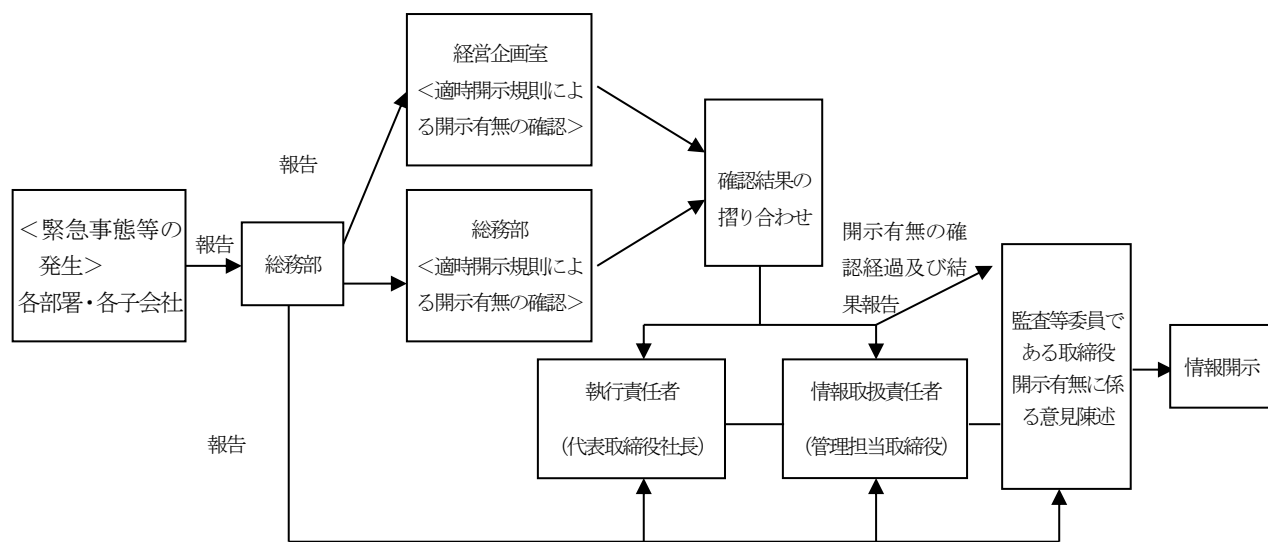 ＜緊急事態等の
発生＞
各部署・各子会社
報告
総務部
報告
経営企画室
＜適時開示規則によ
る開示有無の確認＞
総務部
＜適時開示規則によ
る開示有無の確認＞
確認結果の
摺り合わせ
開示有無の確
認経過及び結
果報告
執行責任者
（代表取締役社長）
情報取扱責任者
（管理担当取締役）
監査等委員で
ある取締役
開示有無に係
る意見陳述
情報開示
報告